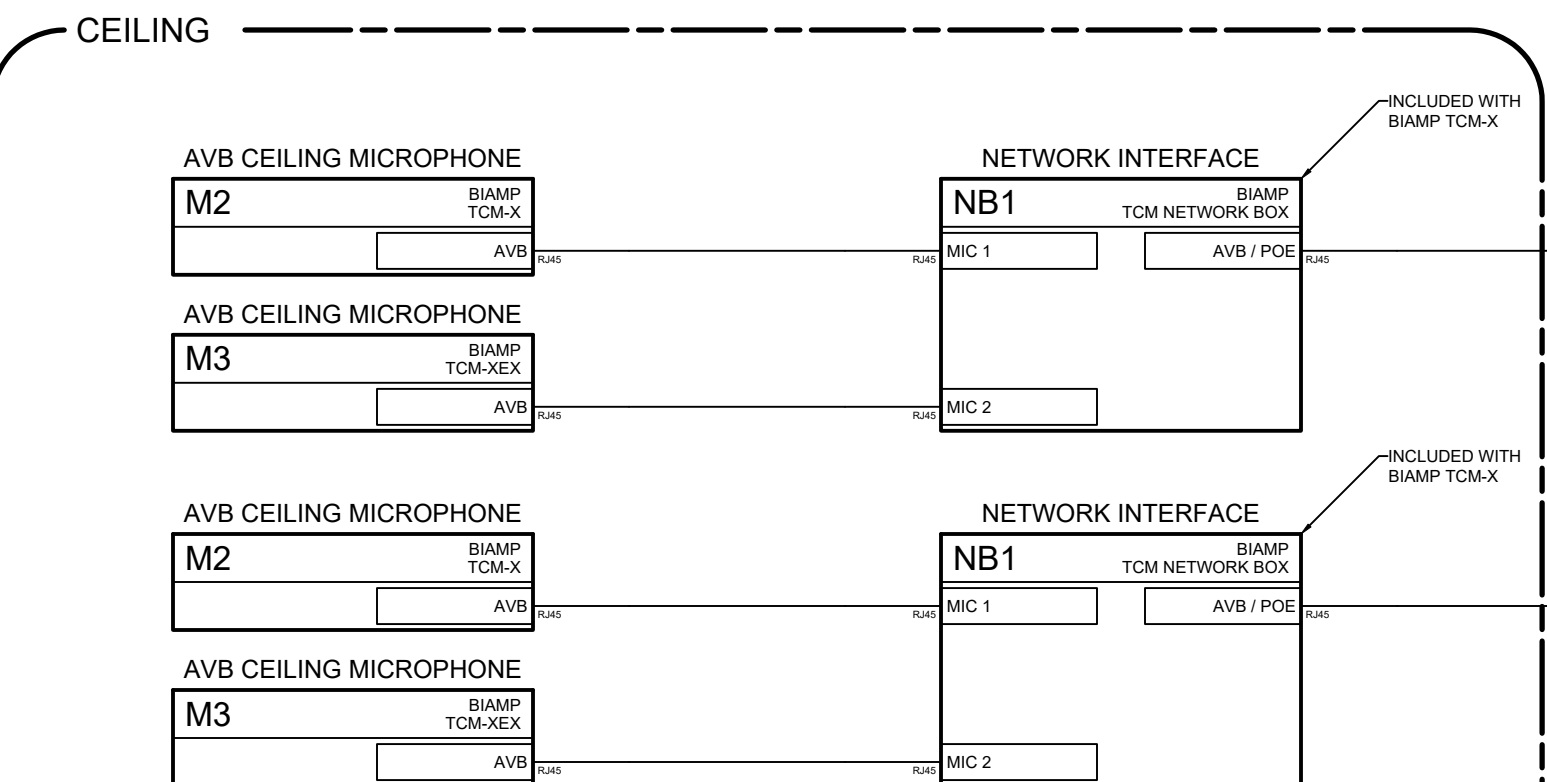 CEILING
INCLUDED WITH
BIAMP TCM-X
AVB CEILING MICROPHONE
M2
BIAMP
TCM-X
AVB
RJ45
NETWORK INTERFACE
NB1
BIAMP
TCM NETWORK BOX
RJ45
MIC 1
AVB / POE
RJ45
AVB CEILING MICROPHONE
M3
BIAMP
TCM-XEX
AVB
RJ45
RJ45
MIC 2
INCLUDED WITH
BIAMP TCM-X
AVB CEILING MICROPHONE
M2
BIAMP
TCM-X
AVB
RJ45
NETWORK INTERFACE
NB1
BIAMP
TCM NETWORK BOX
RJ45
MIC 1
AVB / POE
RJ45
AVB CEILING MICROPHONE
M3
BIAMP
TCM-XEX
AVB
RJ45
RJ45
MIC 2